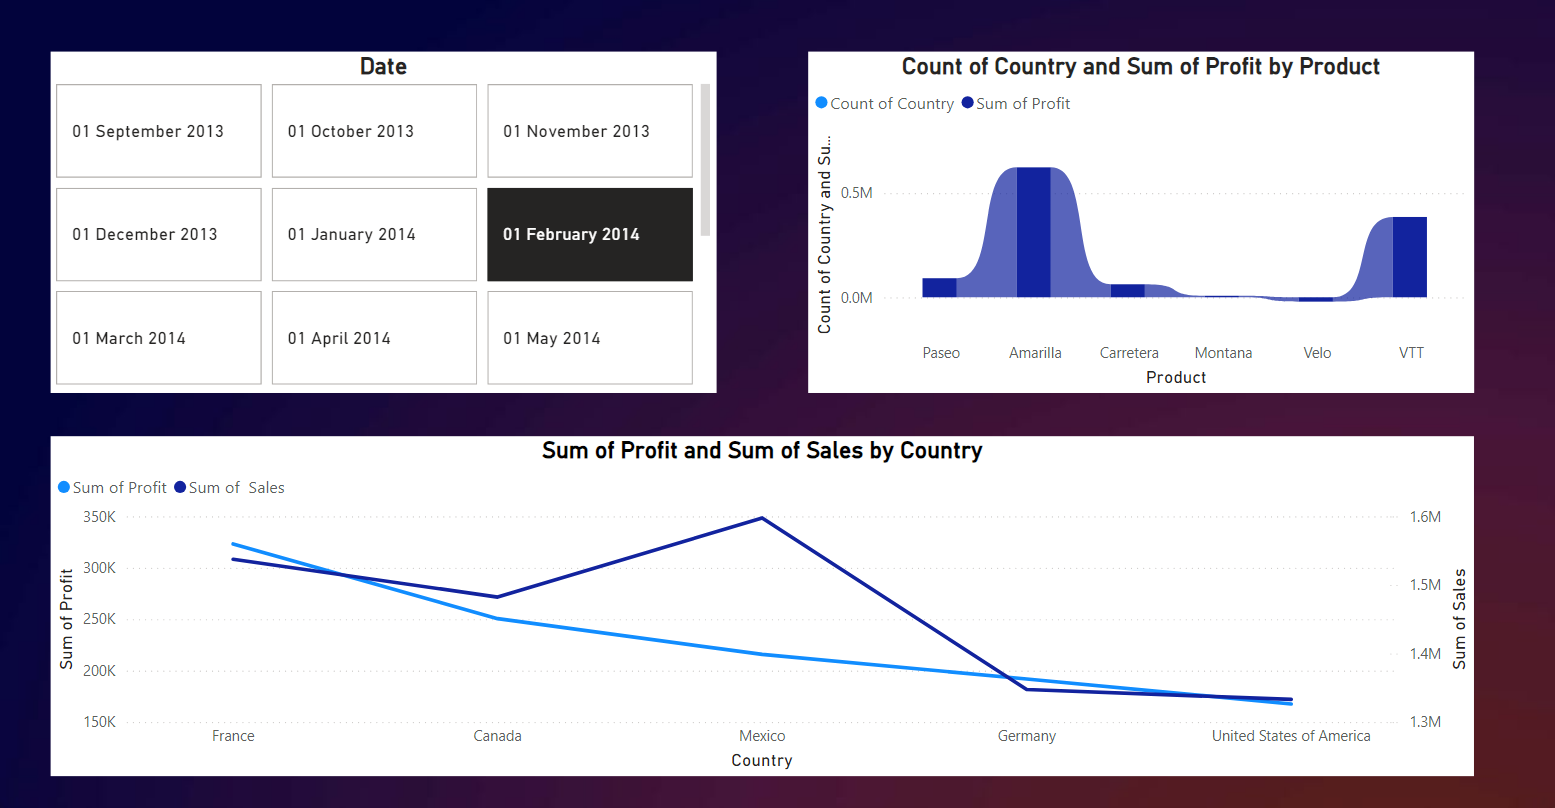 Date
01 September 2013
01 October 2013
01 November 2013
01 December 2013
01 January 2014
01 February 2014
01 March 2014
01 April 2014
01 May 2014
Count of Country and Sum of Profit by Product
Count of Country Sum of Profit
Count of Country and Su...
0.5M
0.0M
Paseo Amarilla Carretera Montana Velo VTT
Product
Sum of Profit and Sum of Sales by Country
Sum of Profit Sum of Sales
Sum of Profit
350K
300K
250K
200K
150K
1.6M
1.5M
1.4M
1.3M
Sum of Sales
France Canada Mexico Germany United States of America
Country